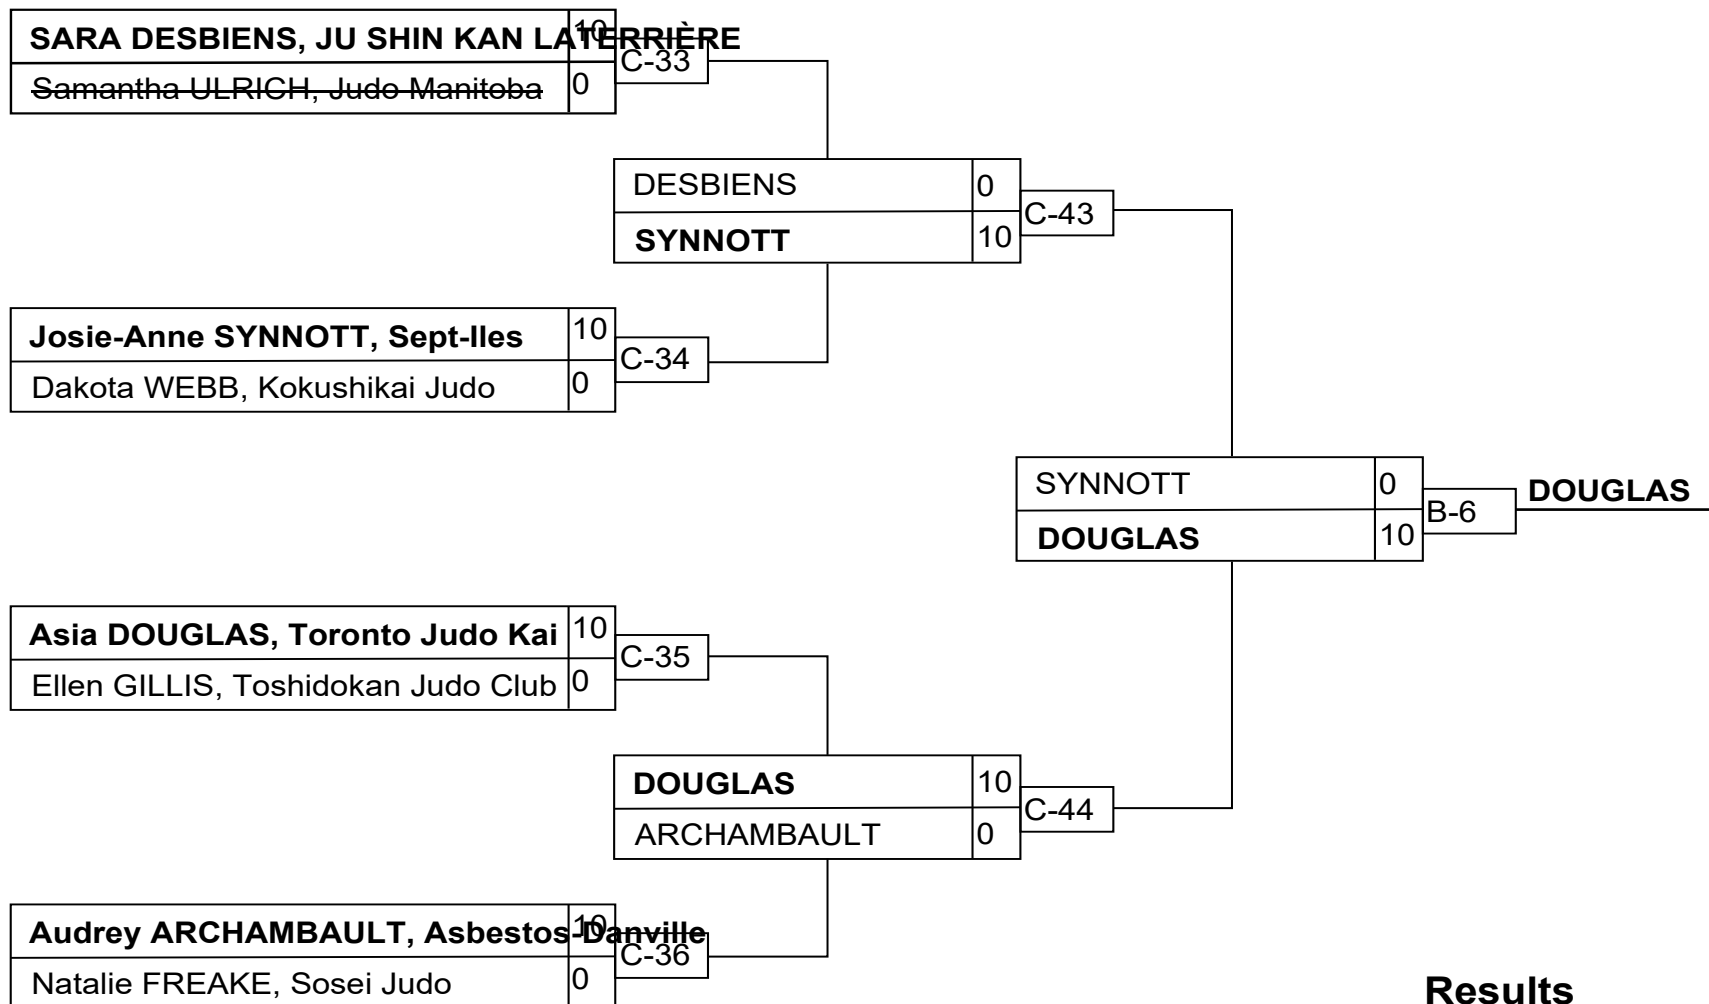 SARA DESBIENS, JU SHIN KAN LATERRIÈRE 10
C-33
Samantha ULRICH, Judo Manitoba 0
DESBIENS 0
C-43
SYNNOTT 10
Josie-Anne SYNNOTT, Sept-Iles 10
C-34
Dakota WEBB, Kokushikai Judo 0
SYNNOTT 0
B-6
DOUGLAS
DOUGLAS 10
Asia DOUGLAS, Toronto Judo Kai 10
C-35
Ellen GILLIS, Toshidokan Judo Club 0
DOUGLAS 10
C-44
ARCHAMBAULT 0
Audrey ARCHAMBAULT, Asbestos-Danville 10
C-36
Natalie FREAKE, Sosei Judo 0
Results